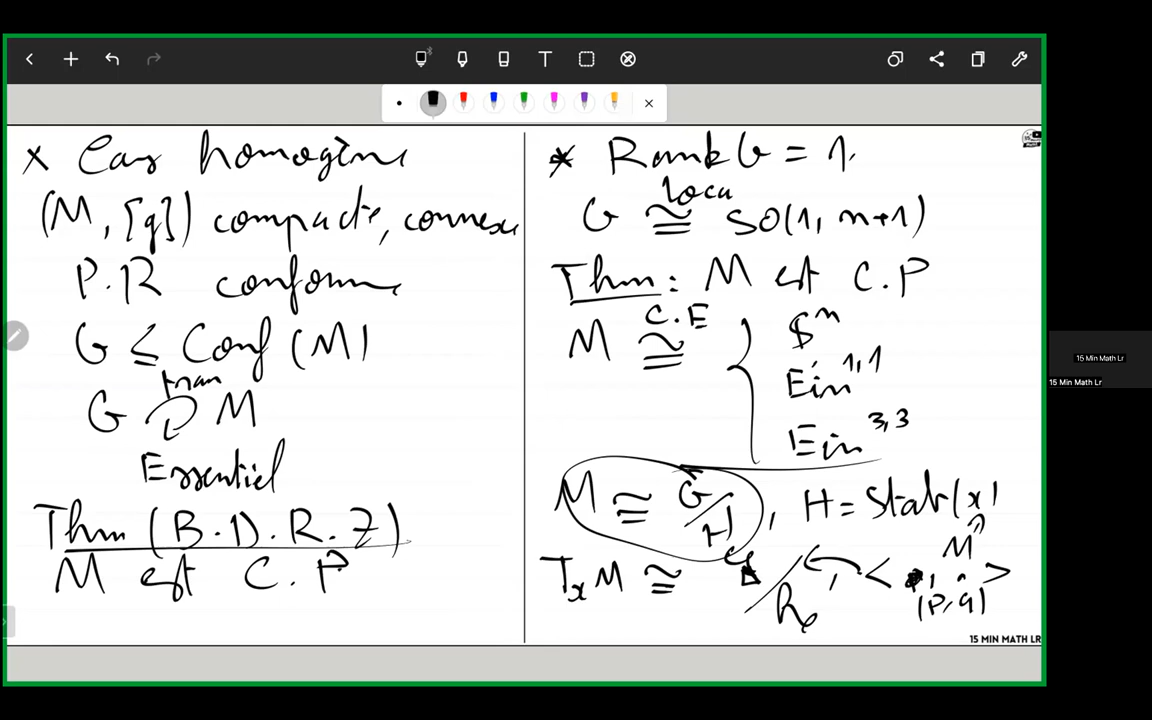 x Cas homogène
(M, [g]) compacte, connexe
P.R conforme
G ≤ Conf (M)
tran
G M
Essentiel
Thm (B.D.R.Z)
M est C.P
* Rank G = 1.
loca
G ≅ SO(1, n+1)
Thm: M est C.P
C.E
M ≅ { $^n
Ein^{1,1}
Ein^{3,3}
M ≅ G/H, H = Stab(x)
M
T_xM ≅ < ., . >
(p,q)
15 MIN MATH LR
15 Min Math Lr
15 Min Math Lr